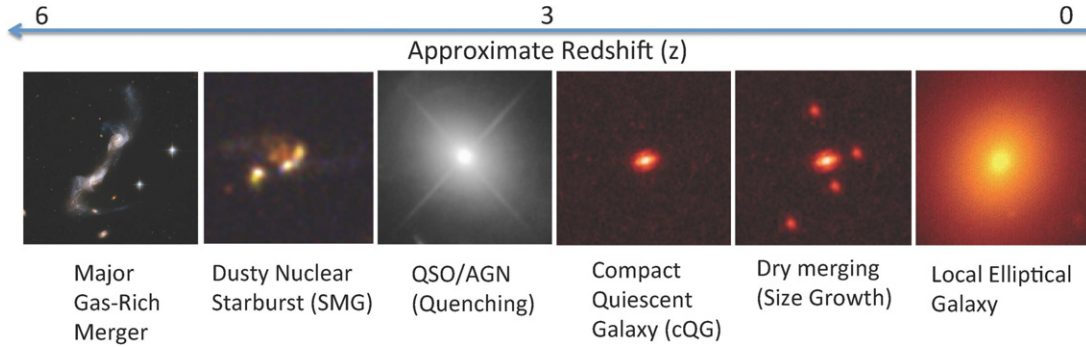 6 3 0
Approximate Redshift (z)
Major
Gas-Rich
Merger
Dusty Nuclear
Starburst (SMG)
QSO/AGN
(Quenching)
Compact
Quiescent
Galaxy (cQG)
Dry merging
(Size Growth)
Local Elliptical
Galaxy